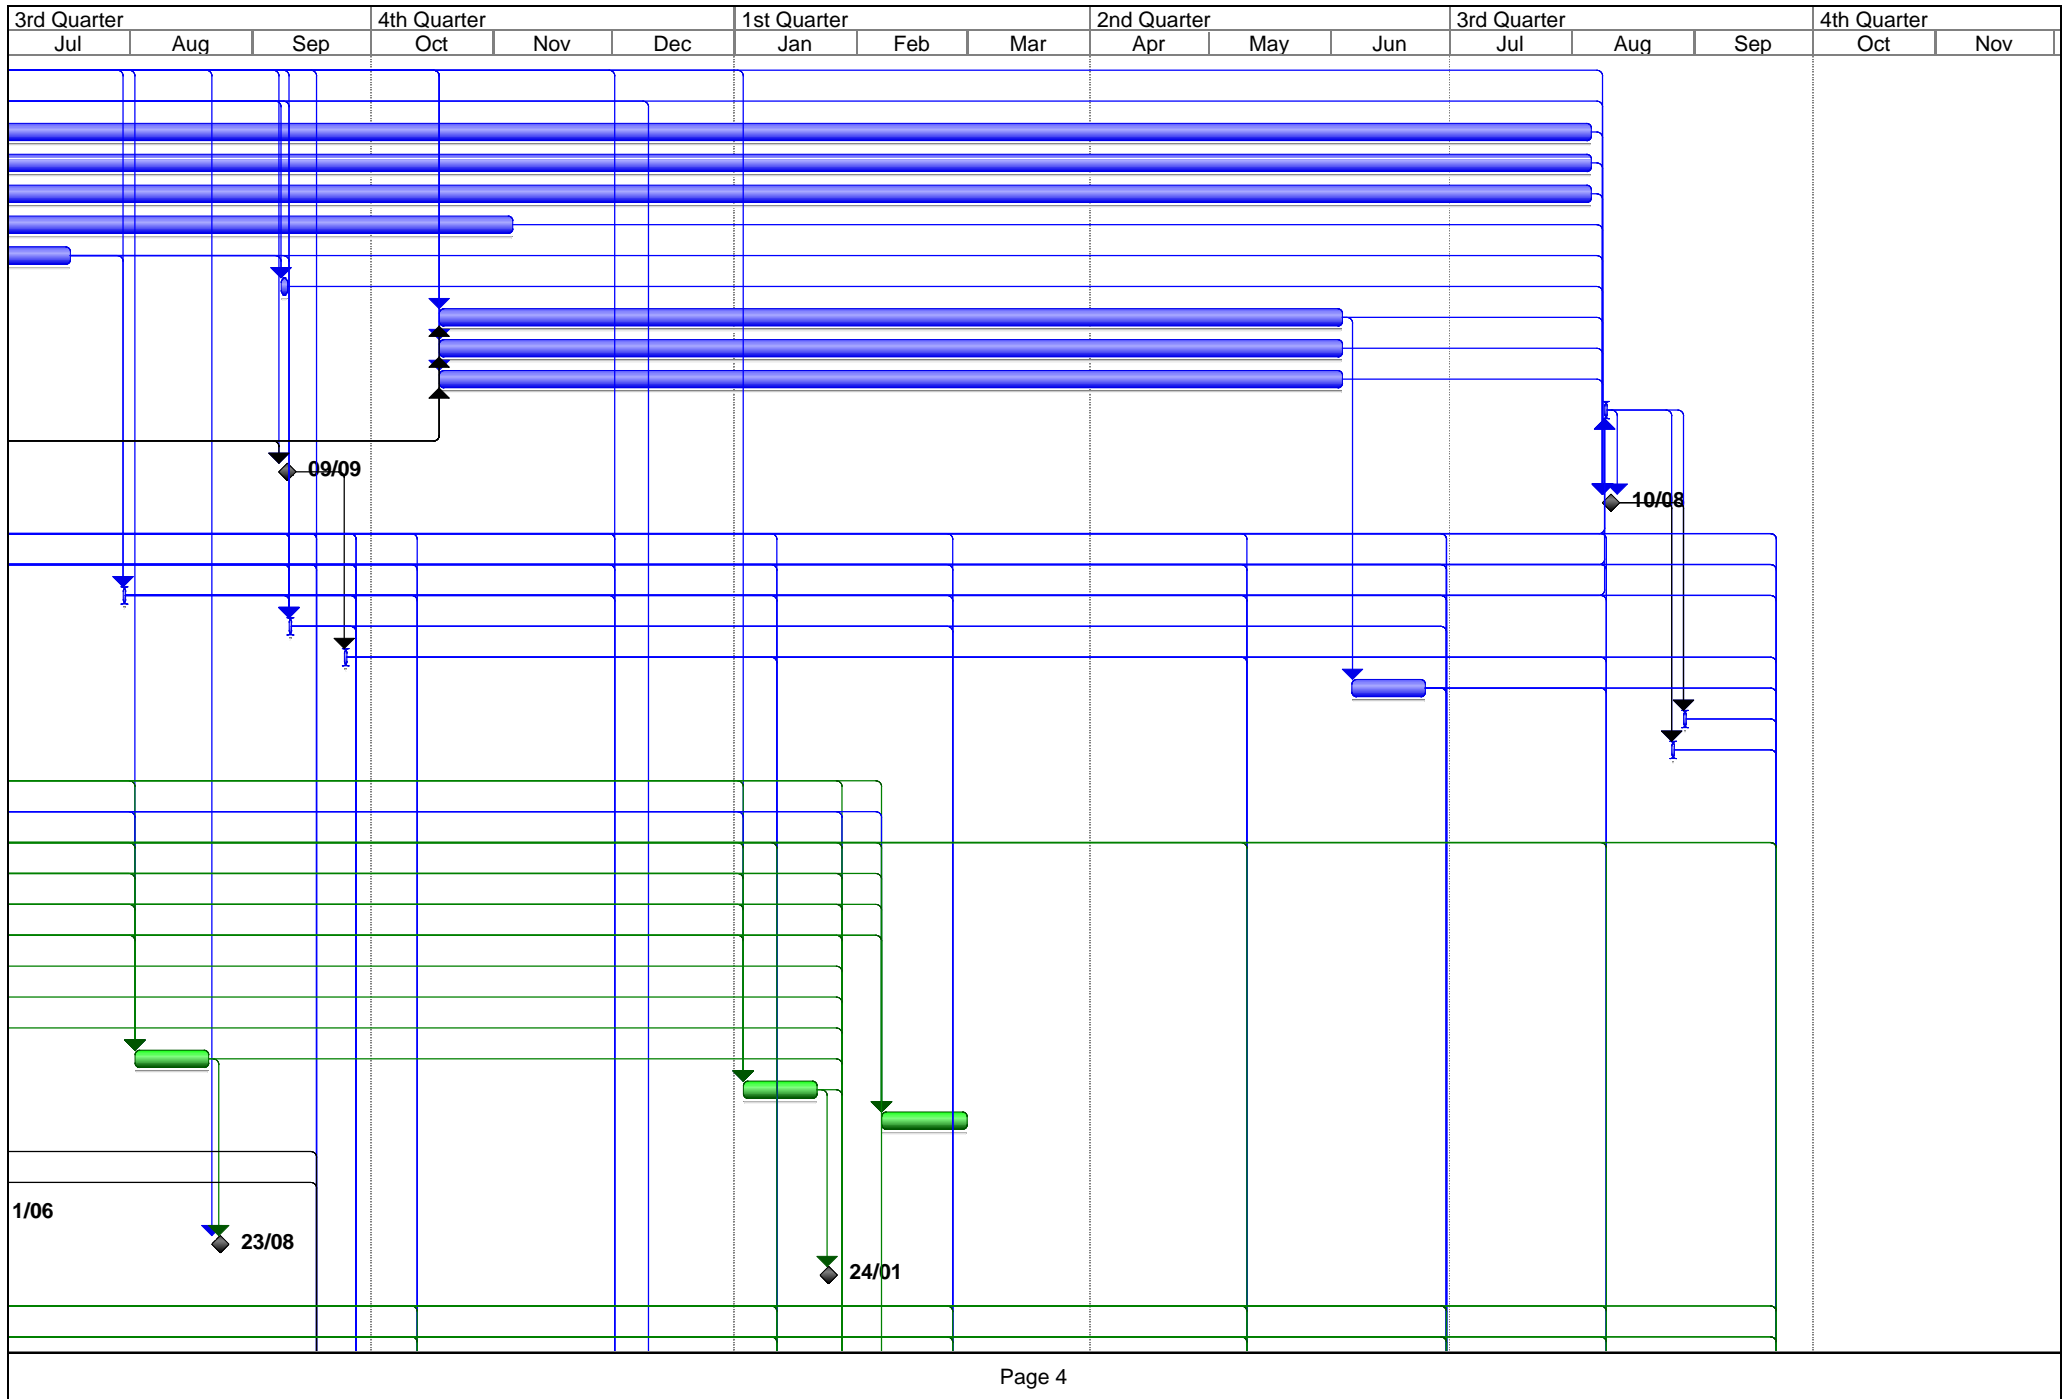 3rd Quarter 4th Quarter 1st Quarter 2nd Quarter 3rd Quarter 4th Quarter
Jul Aug Sep Oct Nov Dec Jan Feb Mar Apr May Jun Jul Aug Sep Oct Nov
09/09
10/08
1/06
23/08
24/01
Page 4